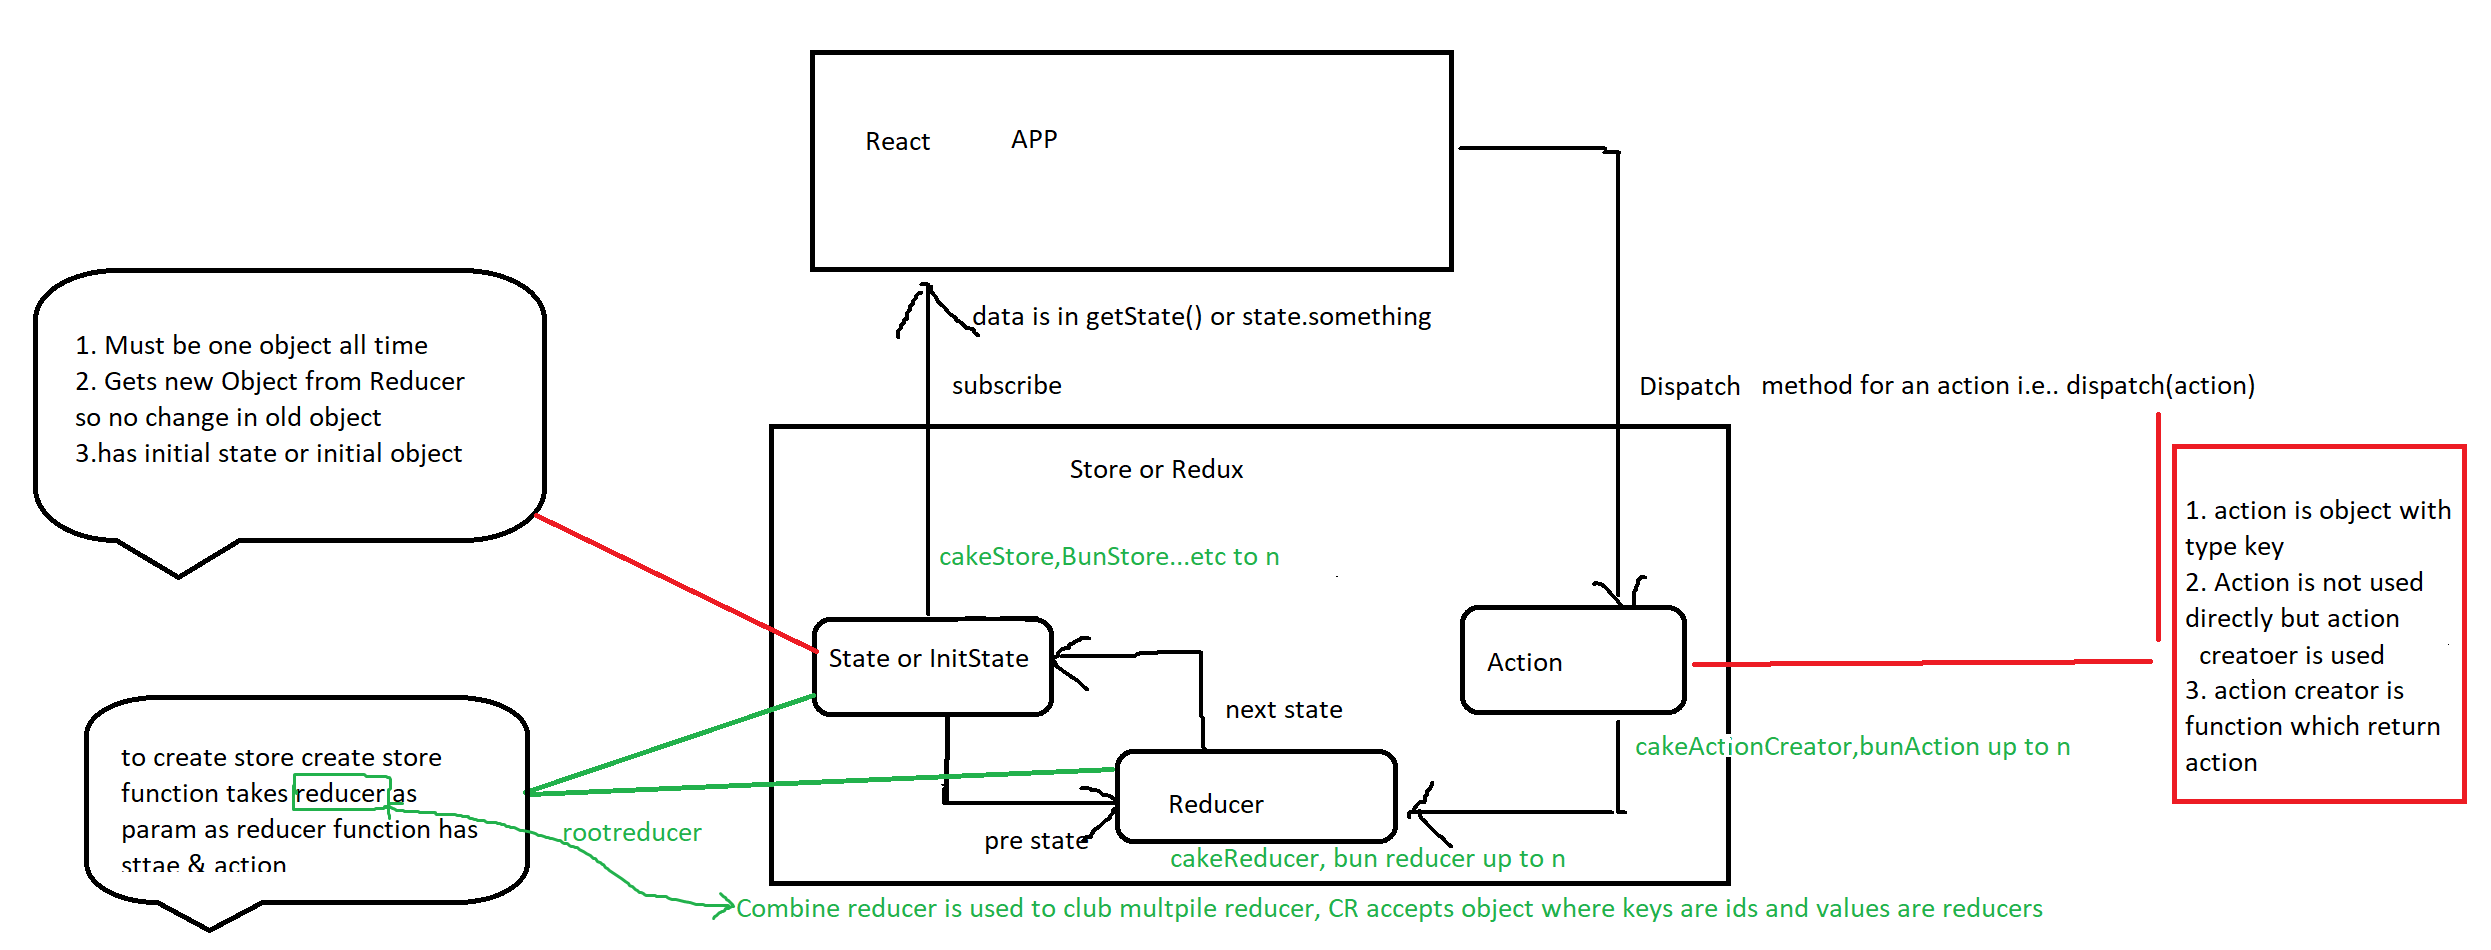 React APP
data is in getState() or state.something
subscribe
Dispatch method for an action i.e.. dispatch(action)
1. Must be one object all time
2. Gets new Object from Reducer
so no change in old object
3.has initial state or initial object
Store or Redux
cakeStore,BunStore...etc to n
State or InitState
Action
1. action is object with
type key
2. Action is not used
directly but action
creatoer is used
3. action creator is
function which return
action
next state
cakeActionCreator,bunAction up to n
to create store create store
function takes reducer as
param as reducer function has
sttae & action
rootreducer
Reducer
pre state
cakeReducer, bun reducer up to n
Combine reducer is used to club multpile reducer, CR accepts object where keys are ids and values are reducers